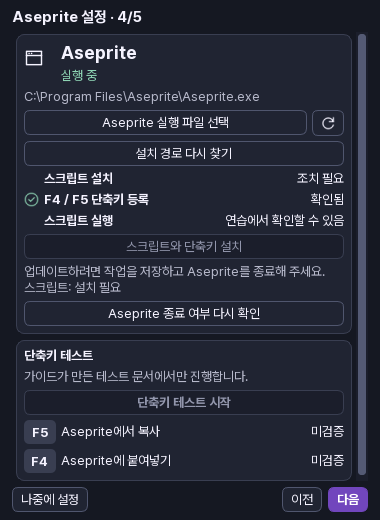 Aseprite 설정 · 4/5
Aseprite
실행 중
C:\Program Files\Aseprite\Aseprite.exe
Aseprite 실행 파일 선택
설치 경로 다시 찾기
스크립트 설치 조치 필요
F4 / F5 단축키 등록 확인됨
스크립트 실행 연습에서 확인할 수 있음
스크립트와 단축키 설치
업데이트하려면 작업을 저장하고 Aseprite를 종료해 주세요.
스크립트: 설치 필요
Aseprite 종료 여부 다시 확인
단축키 테스트
가이드가 만든 테스트 문서에서만 진행합니다.
단축키 테스트 시작
F5 Aseprite에서 복사 미검증
F4 Aseprite에 붙여넣기 미검증
나중에 설정 이전 다음